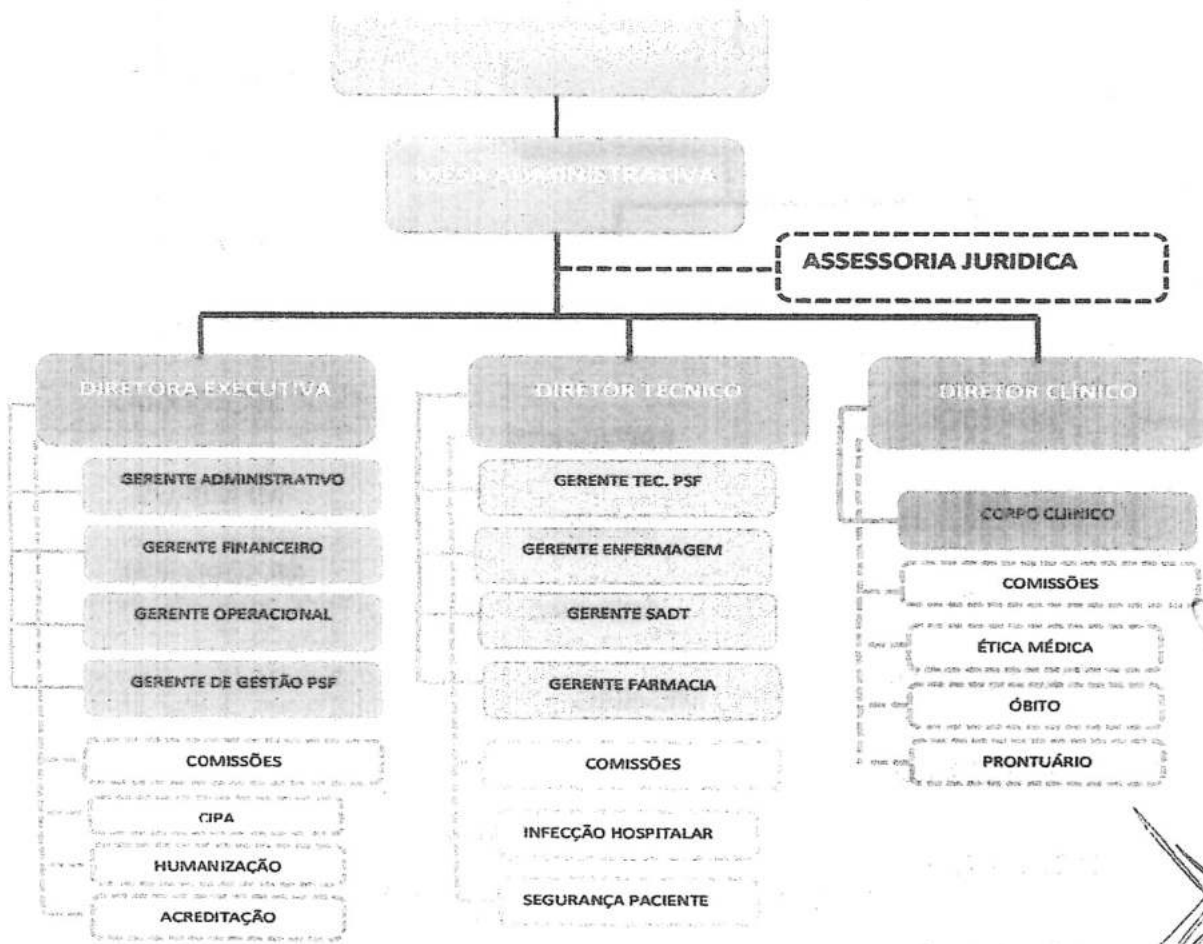 MESA ADMINISTRATIVA
ASSESSORIA JURIDICA
DIRETORA EXECUTIVA
GERENTE ADMINISTRATIVO
GERENTE FINANCEIRO
GERENTE OPERACIONAL
GERENTE DE GESTÃO PSF
COMISSÕES
CIPA
HUMANIZAÇÃO
ACREDITAÇÃO
DIRETOR TÉCNICO
GERENTE TEC. PSF
GERENTE ENFERMAGEM
GERENTE SADT
GERENTE FARMACIA
COMISSÕES
INFECÇÃO HOSPITALAR
SEGURANÇA PACIENTE
DIRETOR CLÍNICO
CORPO CLINICO
COMISSÕES
ÉTICA MÉDICA
ÓBITO
PRONTUÁRIO